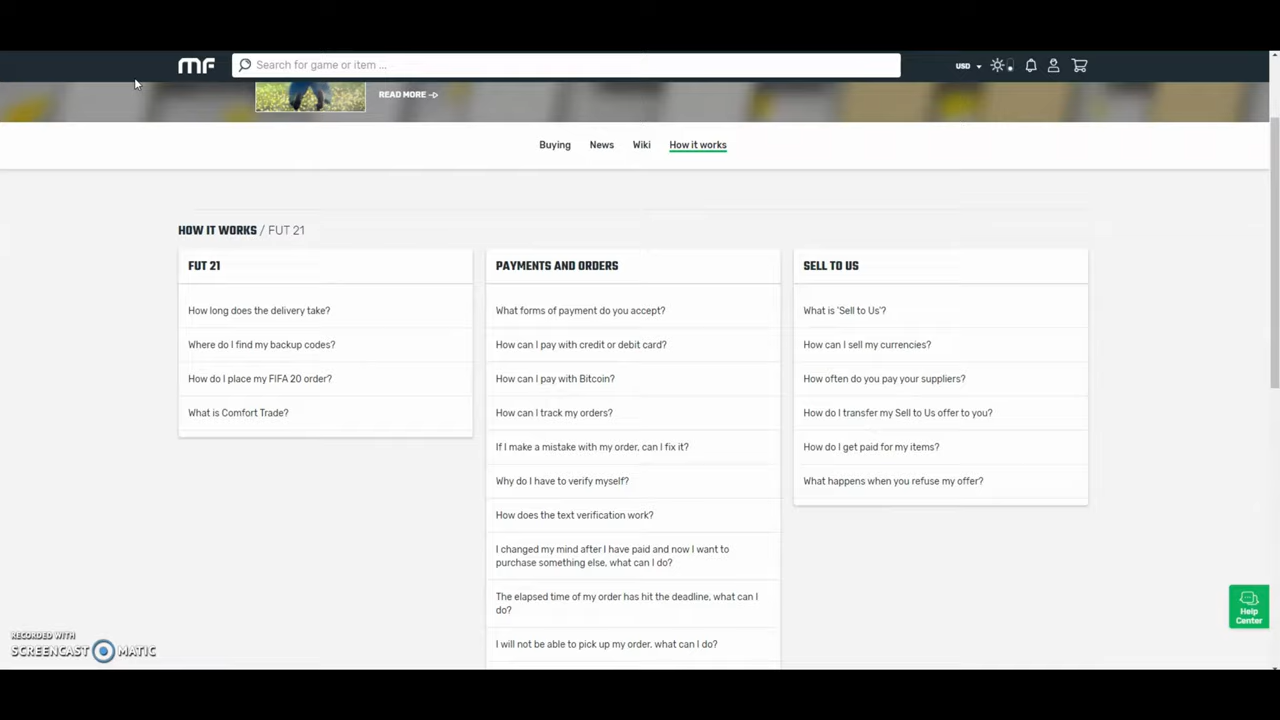 MF
Search for game or item ...
USD
READ MORE
Buying
News
Wiki
How it works
HOW IT WORKS / FUT 21
FUT 21
How long does the delivery take?
Where do I find my backup codes?
How do I place my FIFA 20 order?
What is Comfort Trade?
PAYMENTS AND ORDERS
What forms of payment do you accept?
How can I pay with credit or debit card?
How can I pay with Bitcoin?
How can I track my orders?
If I make a mistake with my order, can I fix it?
Why do I have to verify myself?
How does the text verification work?
I changed my mind after I have paid and now I want to
purchase something else, what can I do?
The elapsed time of my order has hit the deadline, what can I
do?
I will not be able to pick up my order, what can I do?
SELL TO US
What is 'Sell to Us'?
How can I sell my currencies?
How often do you pay your suppliers?
How do I transfer my Sell to Us offer to you?
How do I get paid for my items?
What happens when you refuse my offer?
Help
Center
RECORDED WITH
SCREENCAST MATIC